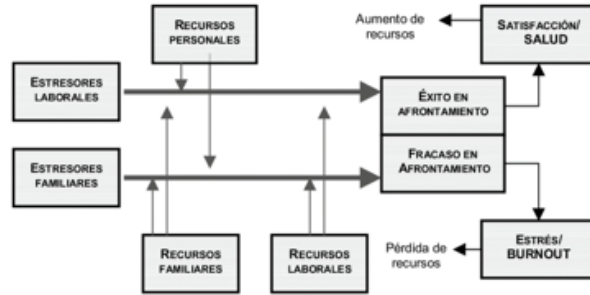 RECURSOS
PERSONALES
Aumento de
recursos
SATISFACCIÓN/
SALUD
ESTRESORES
LABORALES
ÉXITO EN
AFRONTAMIENTO
ESTRESORES
FAMILIARES
FRACASO EN
AFRONTAMIENTO
RECURSOS
FAMILIARES
RECURSOS
LABORALES
Pérdida de
recursos
ESTRÉS/
BURNOUT